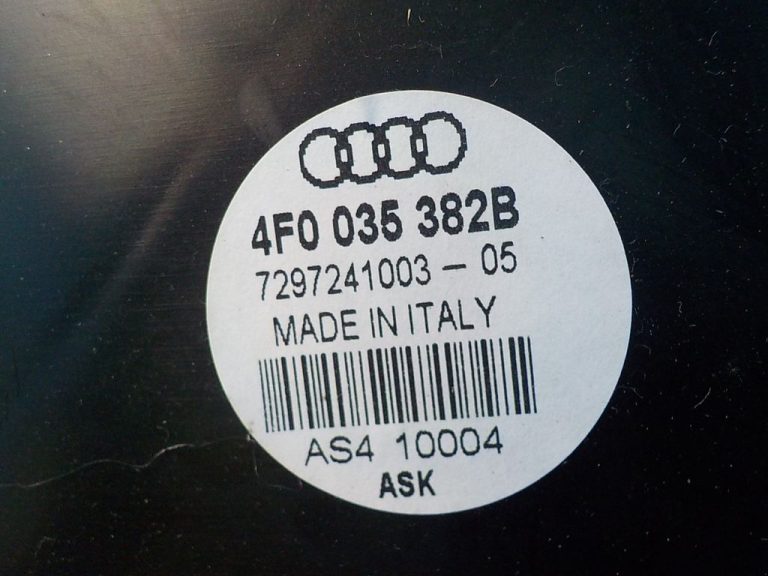 4F0 035 382B
7297241003 – 05
MADE IN ITALY
AS4 10004
ASK